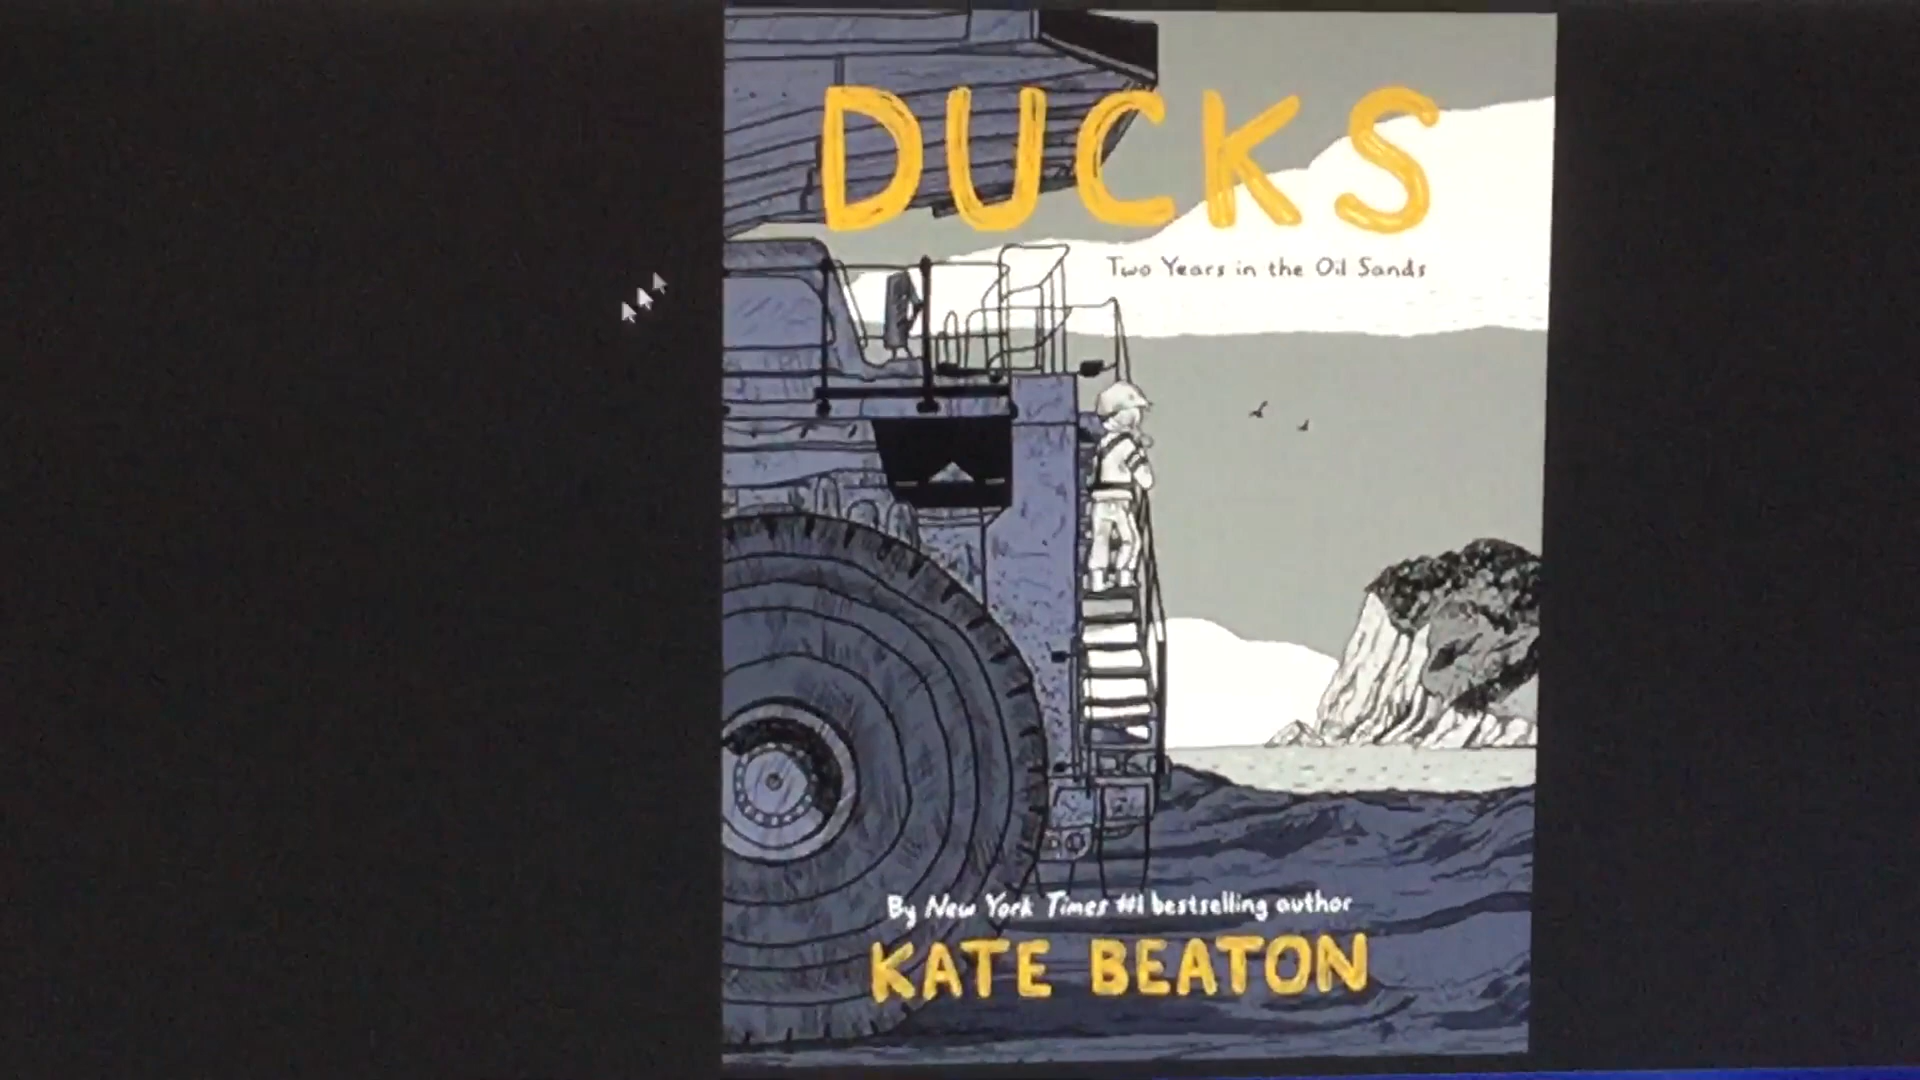 DUCKS
Two Years in the Oil Sands
By New York Times #1 bestselling author
KATE BEATON